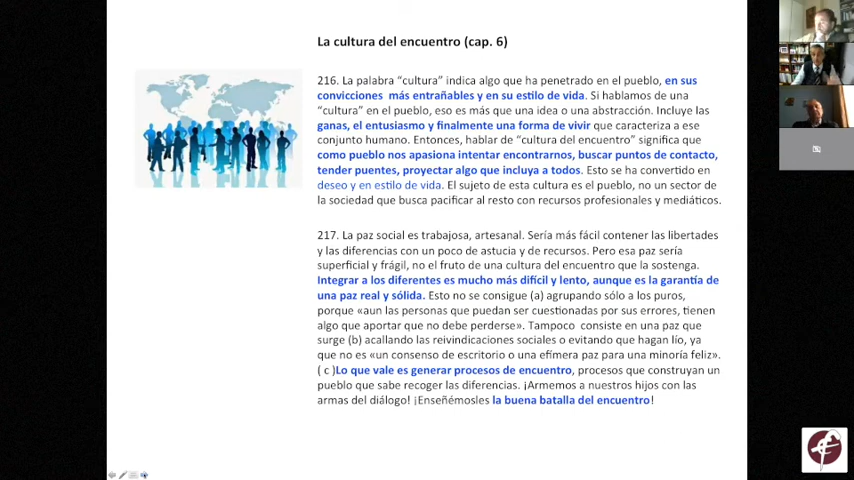 La cultura del encuentro (cap. 6)
216. La palabra “cultura” indica algo que ha penetrado en el pueblo, en sus
convicciones más entrañables y en su estilo de vida. Si hablamos de una
“cultura” en el pueblo, eso es más que una idea o una abstracción. Incluye las
ganas, el entusiasmo y finalmente una forma de vivir que caracteriza a ese
conjunto humano. Entonces, hablar de “cultura del encuentro” significa que
como pueblo nos apasiona intentar encontrarnos, buscar puntos de contacto,
tender puentes, proyectar algo que incluya a todos. Esto se ha convertido en
deseo y en estilo de vida. El sujeto de esta cultura es el pueblo, no un sector de
la sociedad que busca pacificar al resto con recursos profesionales y mediáticos.
217. La paz social es trabajosa, artesanal. Sería más fácil contener las libertades
y las diferencias con un poco de astucia y de recursos. Pero esa paz sería
superficial y frágil, no el fruto de una cultura del encuentro que la sostenga.
Integrar a los diferentes es mucho más difícil y lento, aunque es la garantía de
una paz real y sólida. Esto no se consigue (a) agrupando sólo a los puros,
porque «aun las personas que puedan ser cuestionadas por sus errores, tienen
algo que aportar que no debe perderse». Tampoco consiste en una paz que
surge (b) acallando las reivindicaciones sociales o evitando que hagan lío, ya
que no es «un consenso de escritorio o una efímera paz para una minoría feliz».
( c )Lo que vale es generar procesos de encuentro, procesos que construyan un
pueblo que sabe recoger las diferencias. ¡Armemos a nuestros hijos con las
armas del diálogo! ¡Enseñémosles la buena batalla del encuentro!